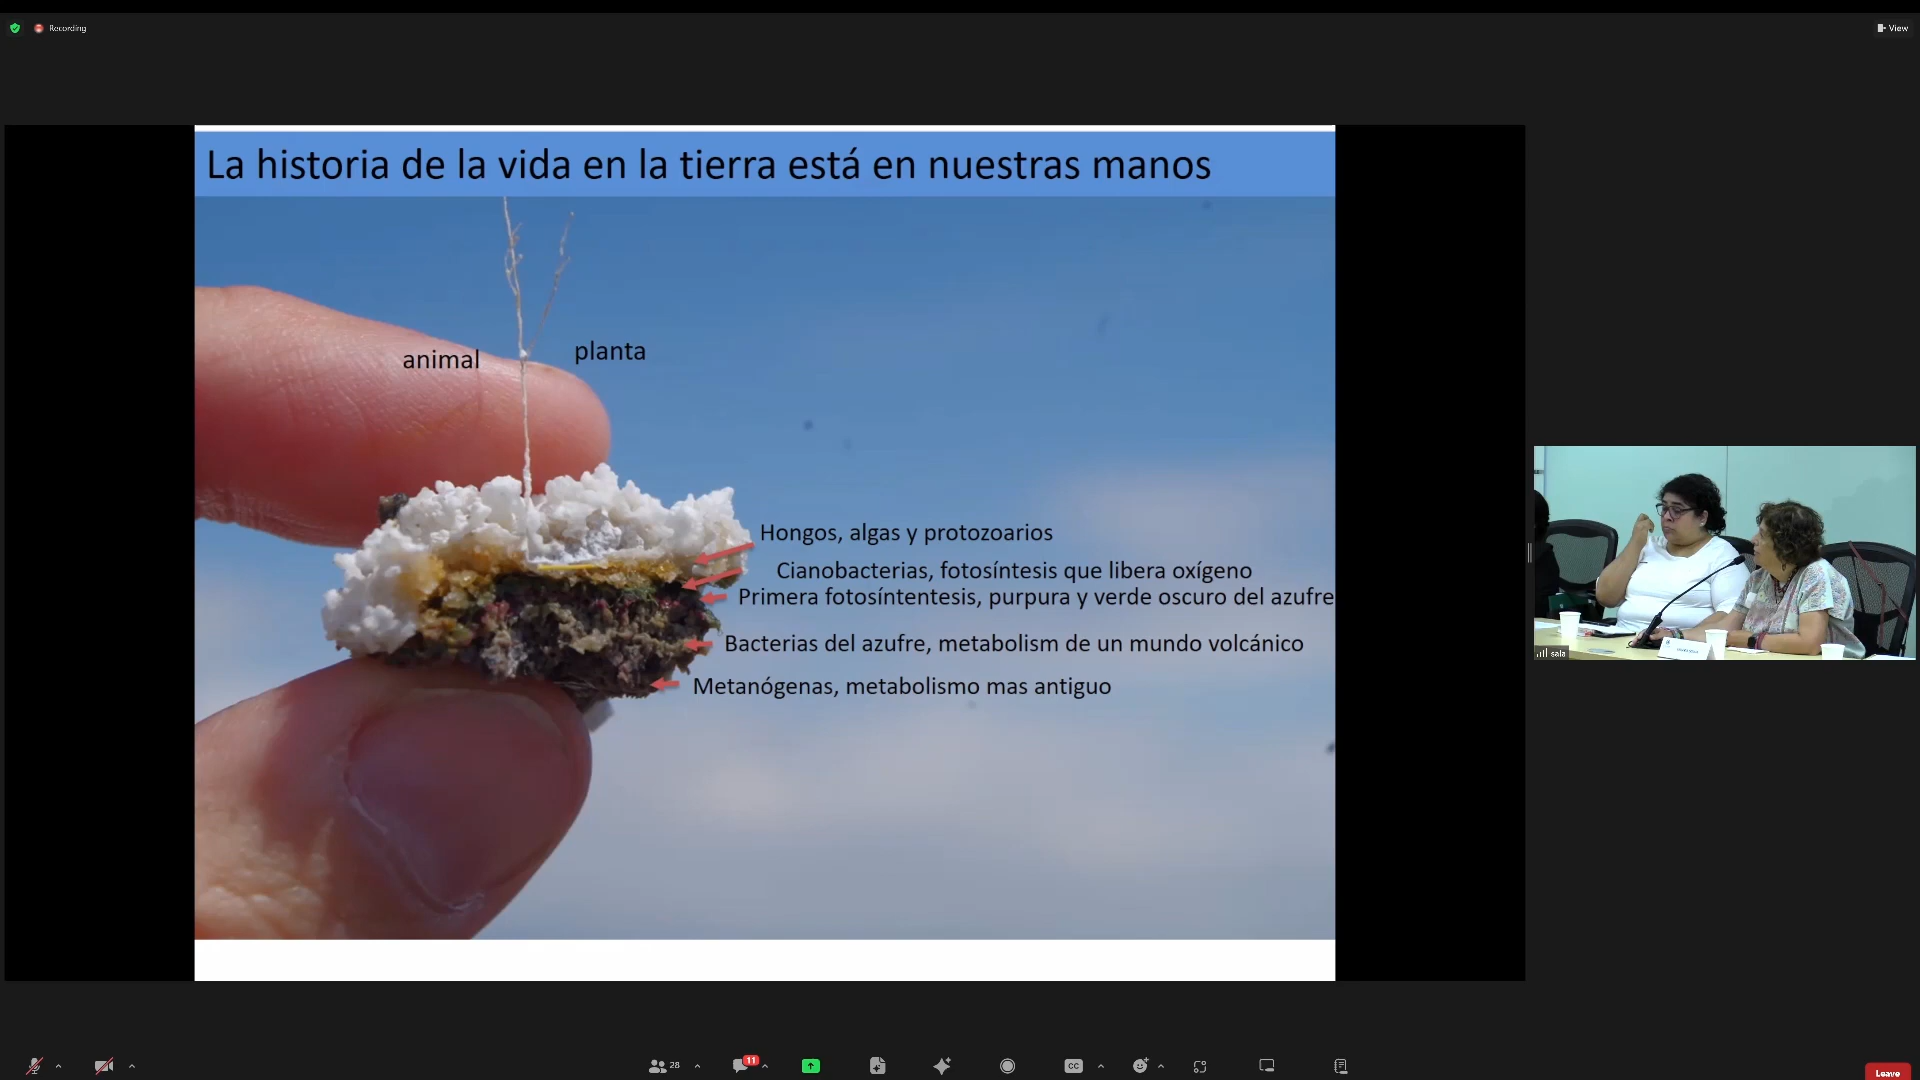 Recording
View
La historia de la vida en la tierra está en nuestras manos
animal
planta
Hongos, algas y protozoarios
Cianobacterias, fotosíntesis que libera oxígeno
Primera fotosíntentesis, purpura y verde oscuro del azufre
Bacterias del azufre, metabolism de un mundo volcánico
Metanógenas, metabolismo mas antiguo
sala
28
11
CC
Leave